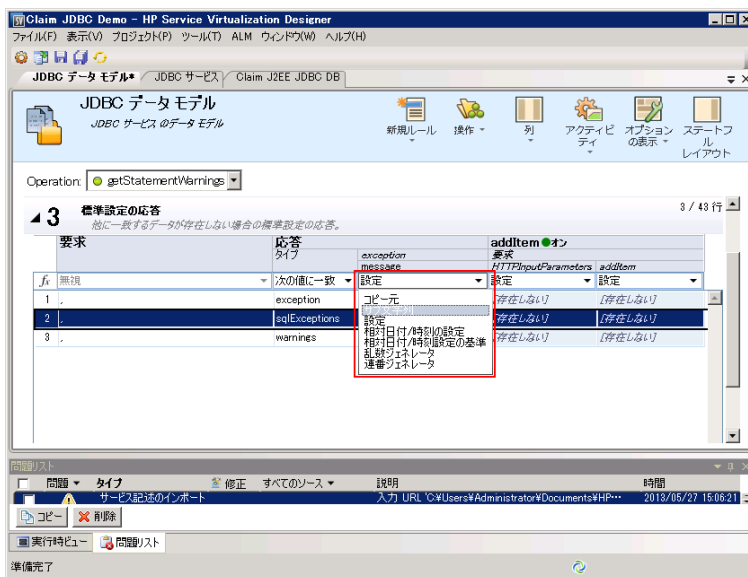 Claim JDBC Demo - HP Service Virtualization Designer
ファイル(F) 表示(V) プロジェクト(P) ツール(T) ALM ウィンドウ(W) ヘルプ(H)
JDBC データ モデル* JDBC サービス Claim J2EE JDBC DB
JDBC データ モデル
JDBC サービス のデータ モデル
新規ルール 操作 列 アクティビティ オプションの表示 ステートフル レイアウト
Operation: getStatementWarnings
3 標準設定の応答 3 / 43 行
他に一致するデータが存在しない場合の標準設定の応答。
要求 応答 addItem オン
タイプ exception 要求
message HTTPInputParameters addItem
fx 無視 次の値に一致 設定 設定 設定
1 , exception [存在しない] [存在しない]
2 , sqlExceptions [存在しない] [存在しない]
3 , warnings [存在しない] [存在しない]
コピー元
設定
相対日付/時刻の設定
相対日付/時刻設定の基準
乱数ジェネレータ
連番ジェネレータ
問題リスト
問題 タイプ 修正 すべてのソース 説明 時間
サービス記述のインポート 入力 URL 'C:¥Users¥Administrator¥Documents¥HP… 2013/05/27 15:06:21
コピー 削除
実行時ビュー 問題リスト
準備完了